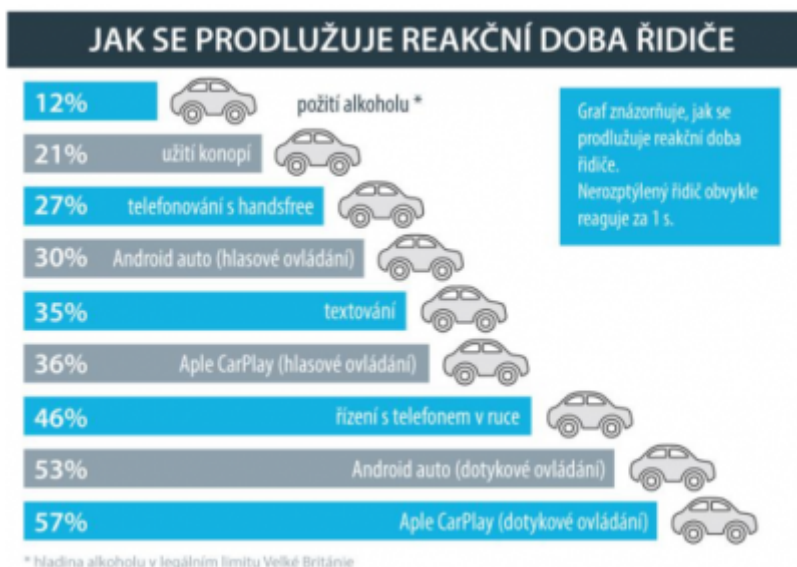 JAK SE PRODLUŽUJE REAKČNÍ DOBA ŘIDIČE
12% požití alkoholu *
21% užití konopí
27% telefonování s handsfree
30% Android auto (hlasové ovládání)
35% textování
36% Aple CarPlay (hlasové ovládání)
46% řízení s telefonem v ruce
53% Android auto (dotykové ovládání)
57% Aple CarPlay (dotykové ovládání)
Graf znázorňuje, jak se
prodlužuje reakční doba
řidiče.
Nerozptýlený řidič obvykle
reaguje za 1 s.
* hladina alkoholu v legálním limitu Velké Británie